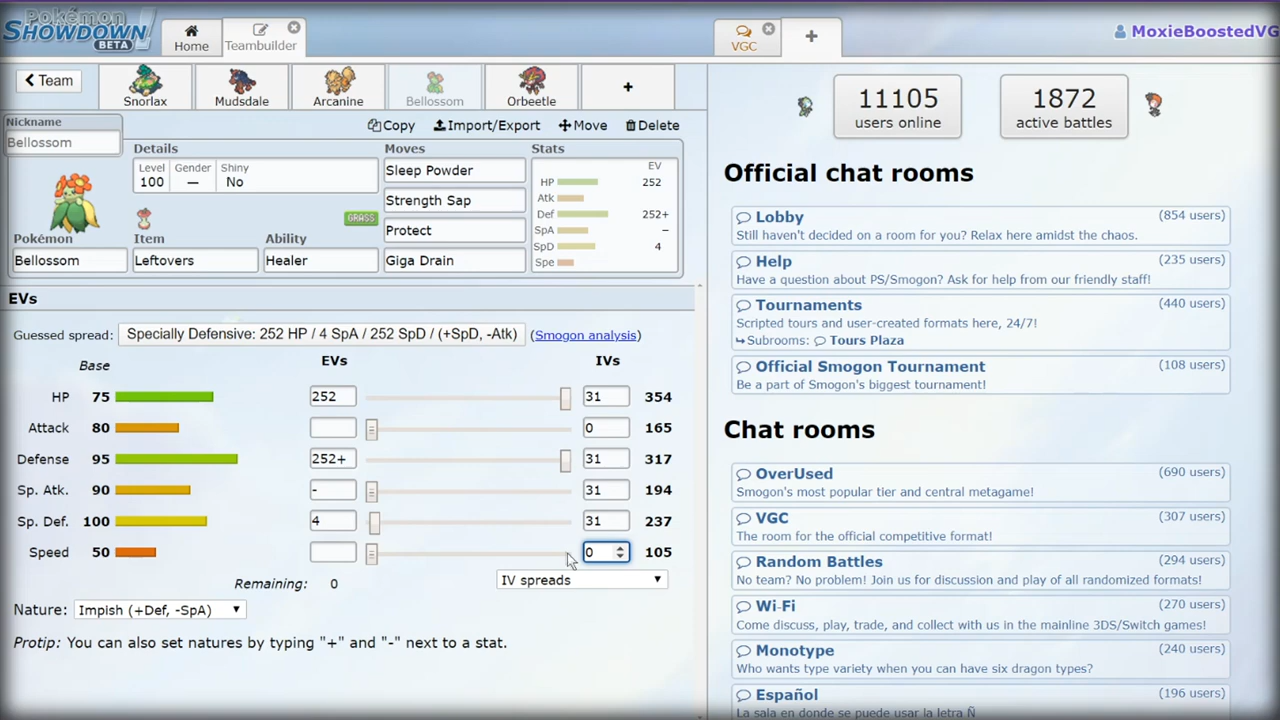 Pokémon
SHOWDOWN!
BETA
Home
Teambuilder
VGC
+
MoxieBoostedVG
< Team
Snorlax
Mudsdale
Arcanine
Bellossom
Orbeetle
+
Nickname
Bellossom
Copy
Import/Export
Move
Delete
Details
Level
100
Gender
—
Shiny
No
GRASS
Pokémon
Bellossom
Item
Leftovers
Ability
Healer
Moves
Sleep Powder
Strength Sap
Protect
Giga Drain
Stats
EV
HP 252
Atk
Def 252+
SpA –
SpD 4
Spe
EVs
Guessed spread: Specially Defensive: 252 HP / 4 SpA / 252 SpD / (+SpD, -Atk) (Smogon analysis)
Base EVs IVs
HP 75 252 31 354
Attack 80 0 165
Defense 95 252+ 31 317
Sp. Atk. 90 - 31 194
Sp. Def. 100 4 31 237
Speed 50 0 105
Remaining: 0
IV spreads
Nature: Impish (+Def, -SpA)
Protip: You can also set natures by typing "+" and "-" next to a stat.
11105
users online
1872
active battles
Official chat rooms
Lobby (854 users)
Still haven't decided on a room for you? Relax here amidst the chaos.
Help (235 users)
Have a question about PS/Smogon? Ask for help from our friendly staff!
Tournaments (440 users)
Scripted tours and user-created formats here, 24/7!
↳Subrooms: Tours Plaza
Official Smogon Tournament (108 users)
Be a part of Smogon's biggest tournament!
Chat rooms
OverUsed (690 users)
Smogon's most popular tier and central metagame!
VGC (307 users)
The room for the official competitive format!
Random Battles (294 users)
No team? No problem! Join us for discussion and play of all randomized formats!
Wi-Fi (270 users)
Come discuss, play, trade, and collect with us in the mainline 3DS/Switch games!
Monotype (240 users)
Who wants type variety when you can have six dragon types?
Español (196 users)
La sala en donde se puede usar la letra Ñ